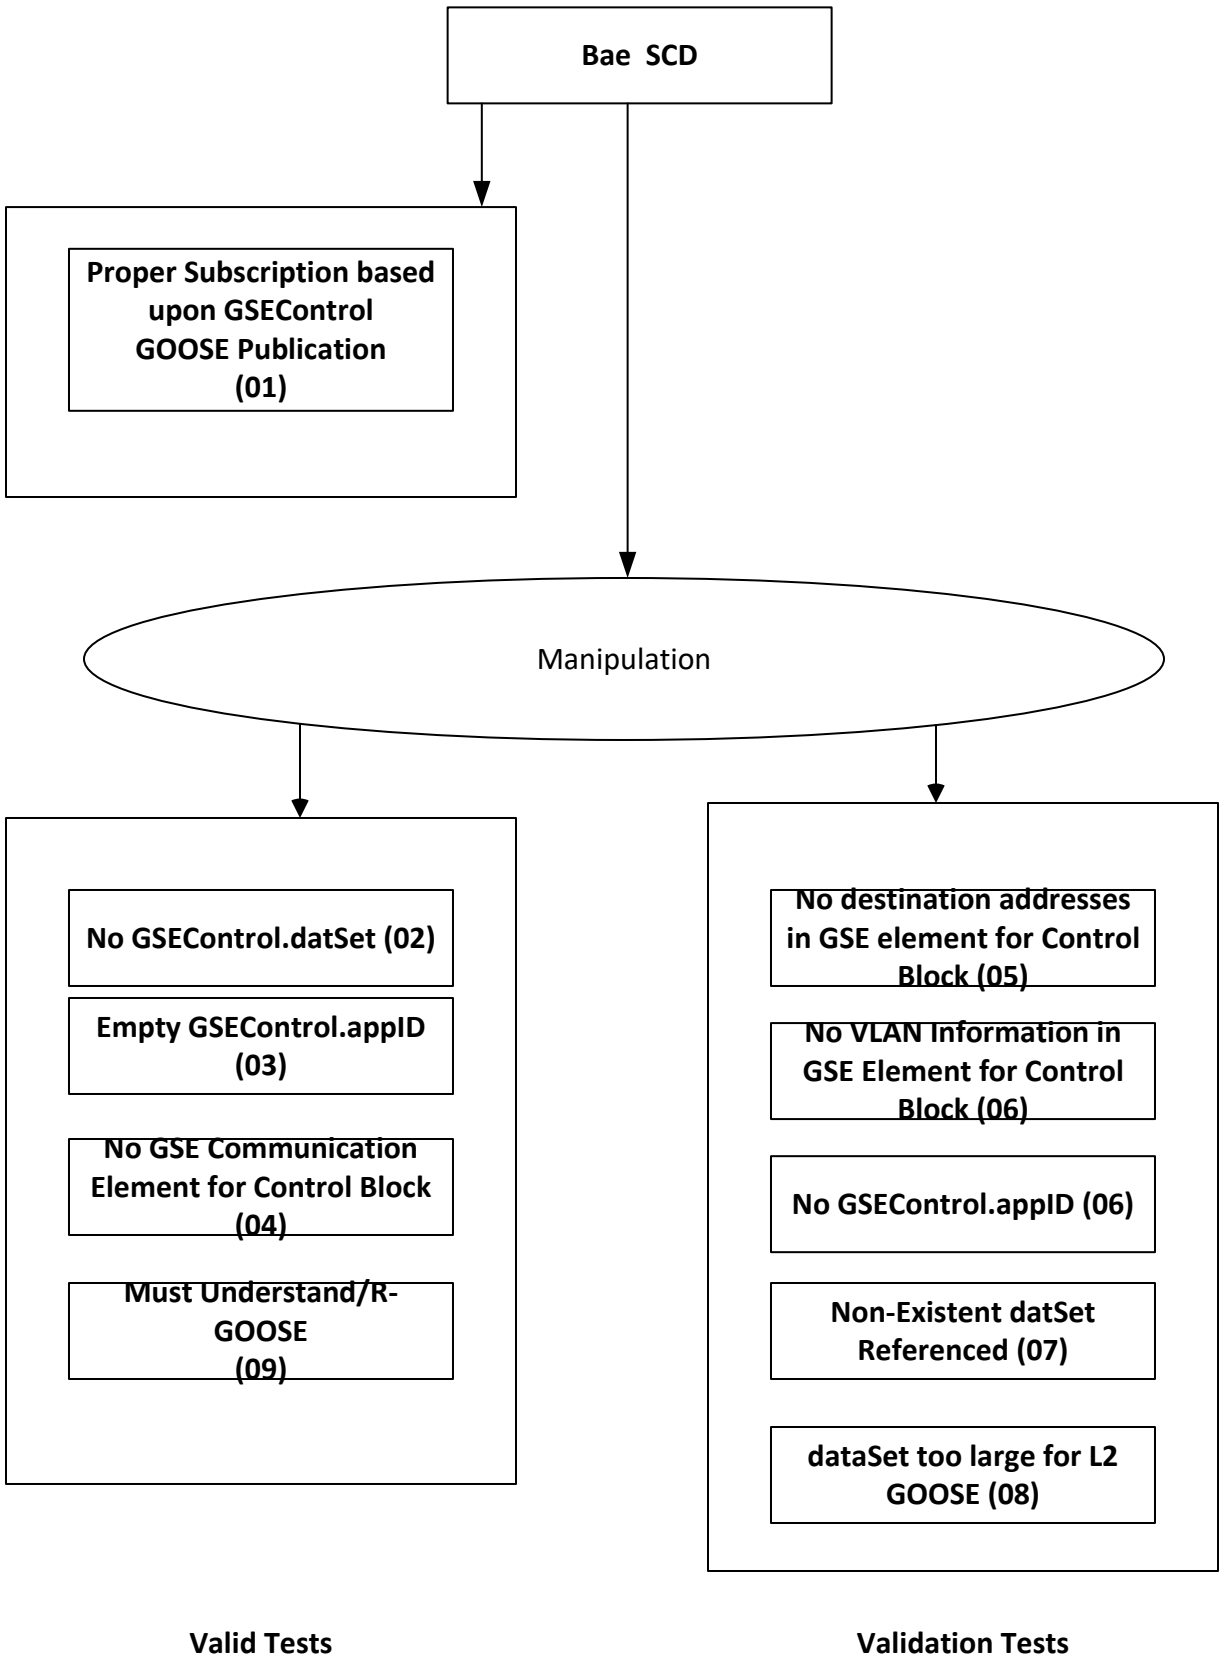 Bae SCD
Proper Subscription based
upon GSEControl
GOOSE Publication
(01)
Manipulation
No GSEControl.datSet (02)
Empty GSEControl.appID
(03)
No GSE Communication
Element for Control Block
(04)
Must Understand/R-
GOOSE
(09)
No destination addresses
in GSE element for Control
Block (05)
No VLAN Information in
GSE Element for Control
Block (06)
No GSEControl.appID (06)
Non-Existent datSet
Referenced (07)
dataSet too large for L2
GOOSE (08)
Valid Tests
Validation Tests